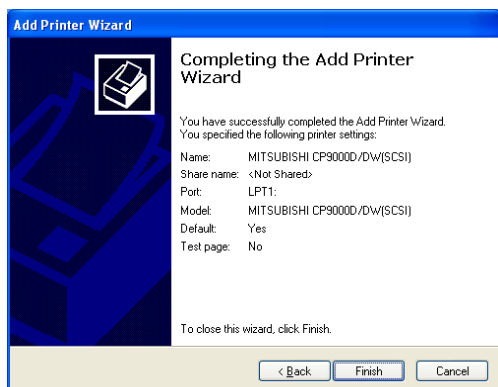 Add Printer Wizard
Completing the Add Printer
Wizard
You have successfully completed the Add Printer Wizard.
You specified the following printer settings:
Name: MITSUBISHI CP9000D/DW(SCSI)
Share name: <Not Shared>
Port: LPT1:
Model: MITSUBISHI CP9000D/DW(SCSI)
Default: Yes
Test page: No
To close this wizard, click Finish.
< Back Finish Cancel